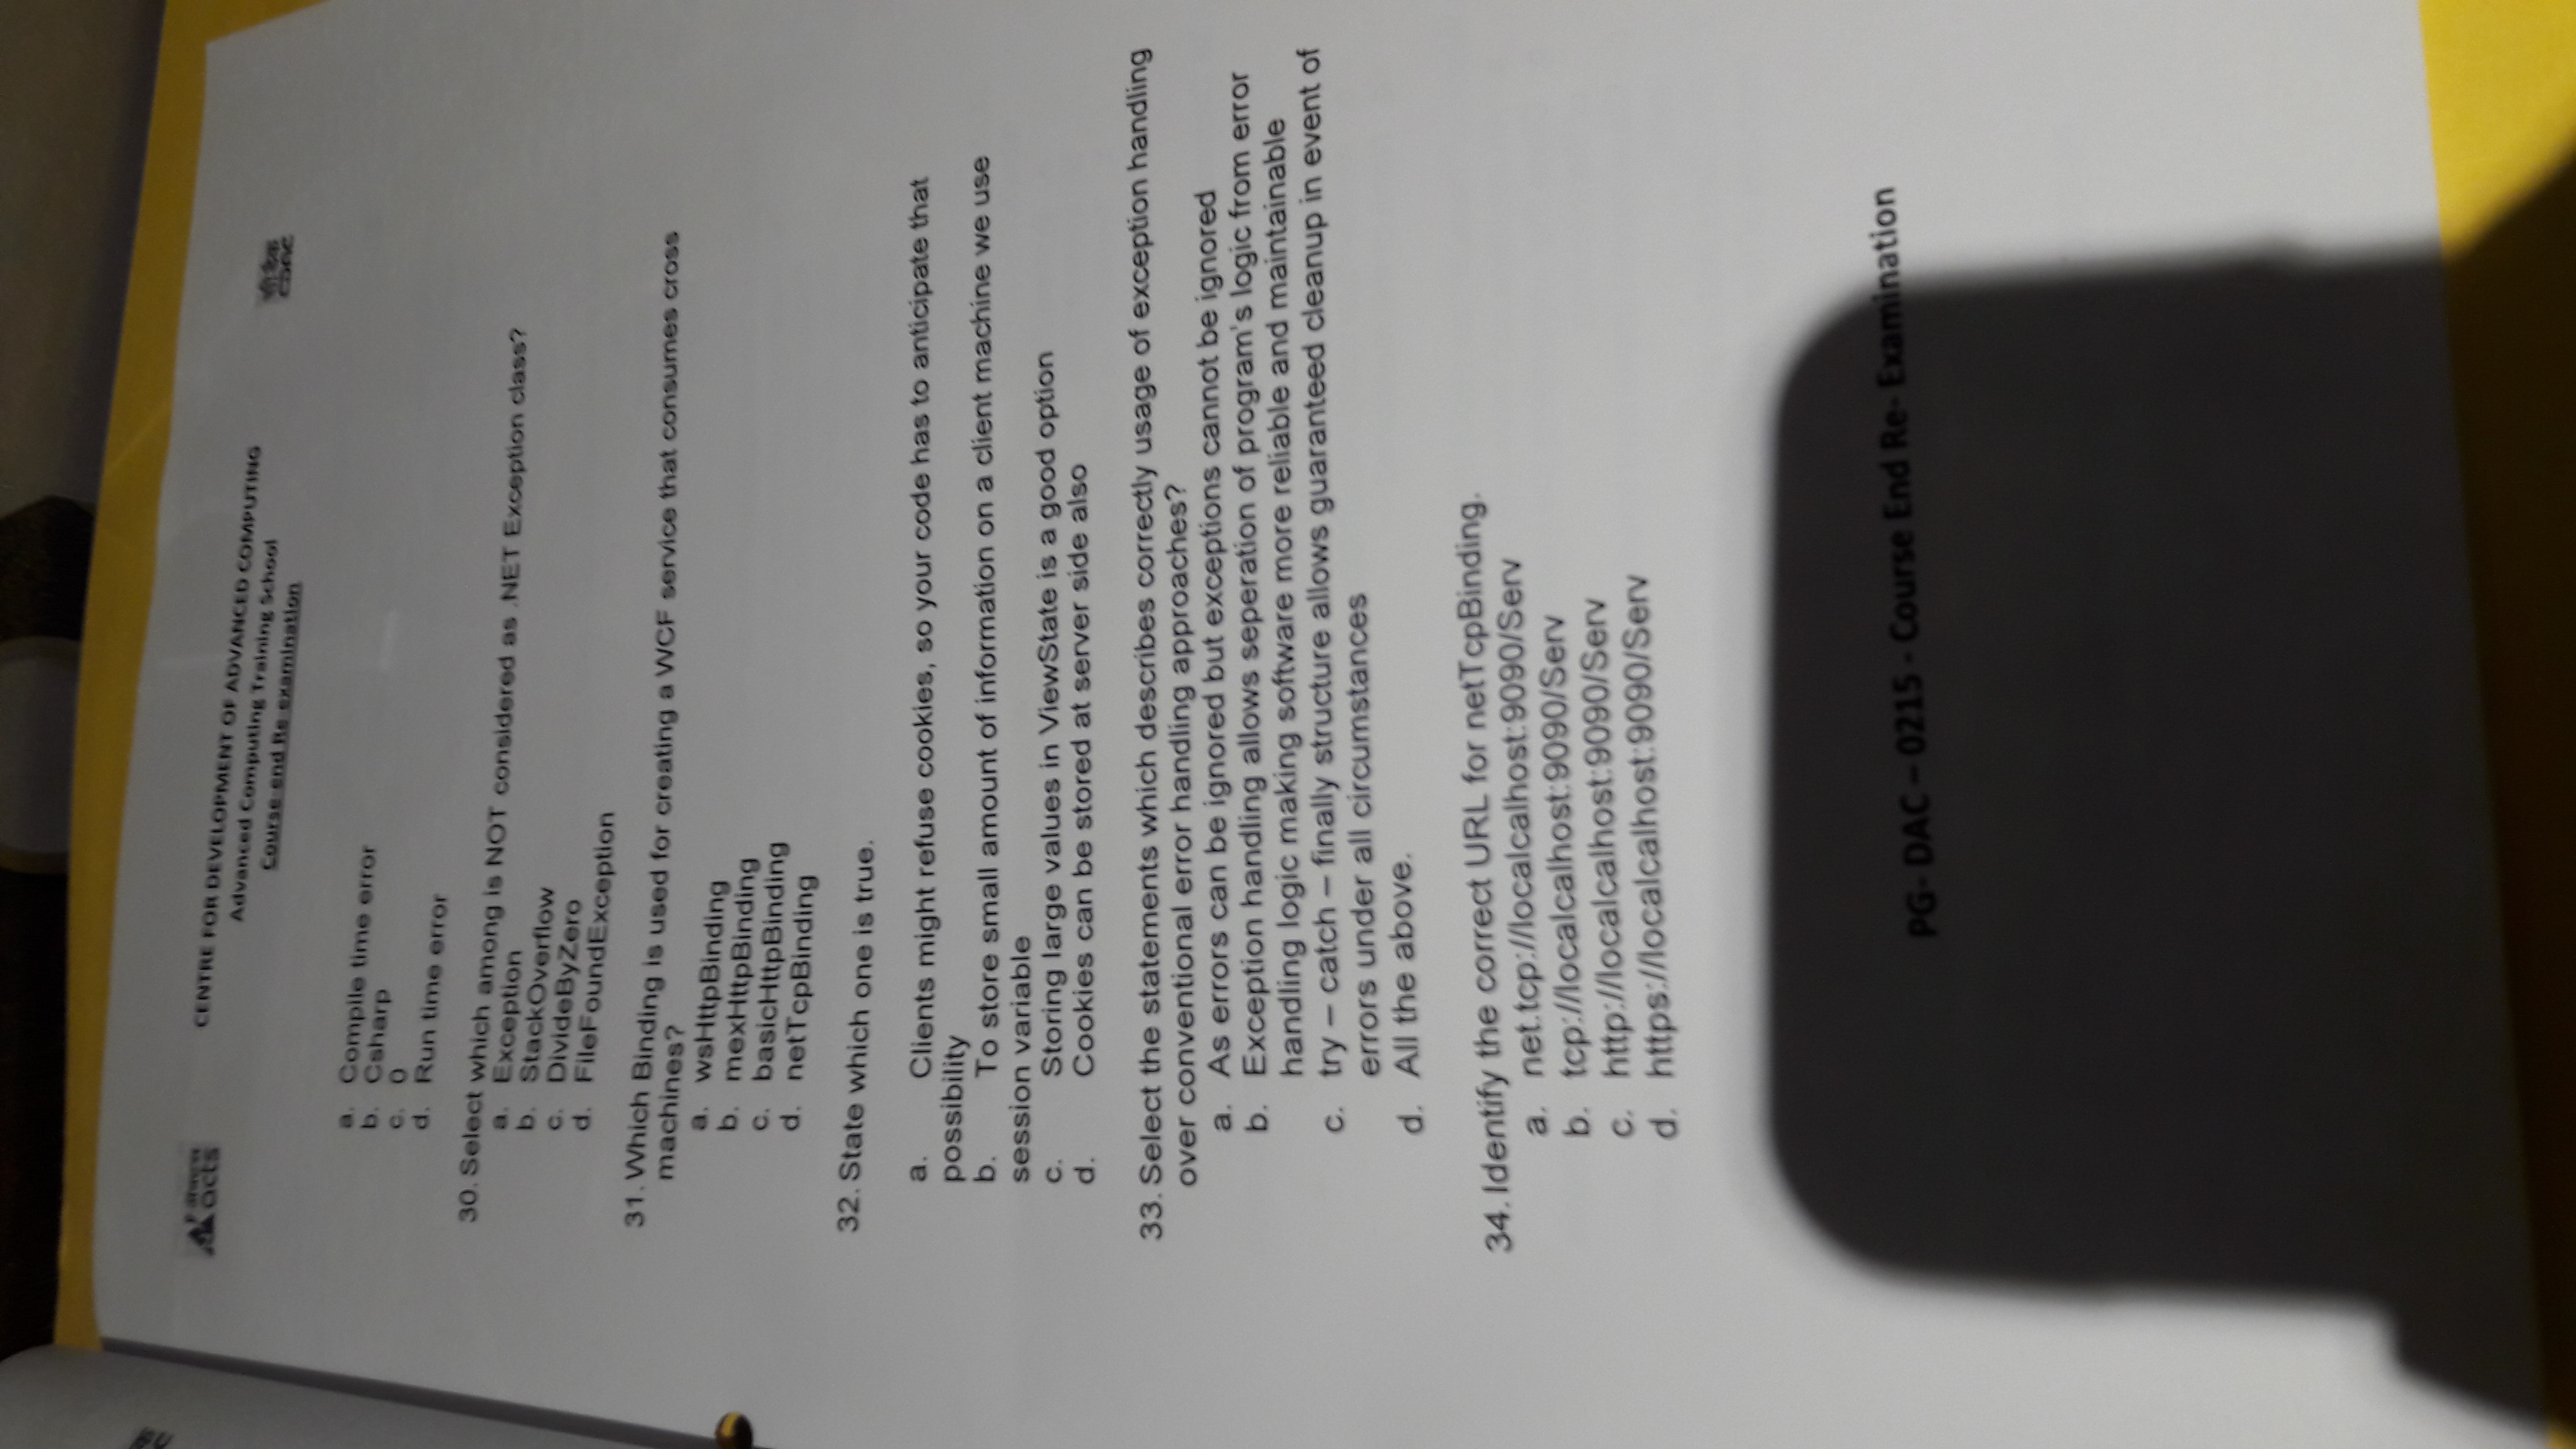 acts
CENTRE FOR DEVELOPMENT OF ADVANCED COMPUTING
Advanced Computing Training School
Course-end Re-examination
सी डैक
CDAC
a. Compile time error
b. Csharp
c. 0
d. Run time error
30. Select which among is NOT considered as .NET Exception class?
a. Exception
b. StackOverflow
c. DivideByZero
d. FileFoundException
31. Which Binding is used for creating a WCF service that consumes cross
machines?
a. wsHttpBinding
b. mexHttpBinding
c. basicHttpBinding
d. netTcpBinding
32. State which one is true.
a. Clients might refuse cookies, so your code has to anticipate that
possibility
b. To store small amount of information on a client machine we use
session variable
c. Storing large values in ViewState is a good option
d. Cookies can be stored at server side also
33. Select the statements which describes correctly usage of exception handling
over conventional error handling approaches?
a. As errors can be ignored but exceptions cannot be ignored
b. Exception handling allows seperation of program's logic from error
handling logic making software more reliable and maintainable
c. try – catch – finally structure allows guaranteed cleanup in event of
errors under all circumstances
d. All the above.
34. Identify the correct URL for netTcpBinding.
a. net.tcp://localcalhost:9090/Serv
b. tcp://localcalhost:9090/Serv
c. http://localcalhost:9090/Serv
d. https://localcalhost:9090/Serv
PG- DAC – 0215 - Course End Re- Examination